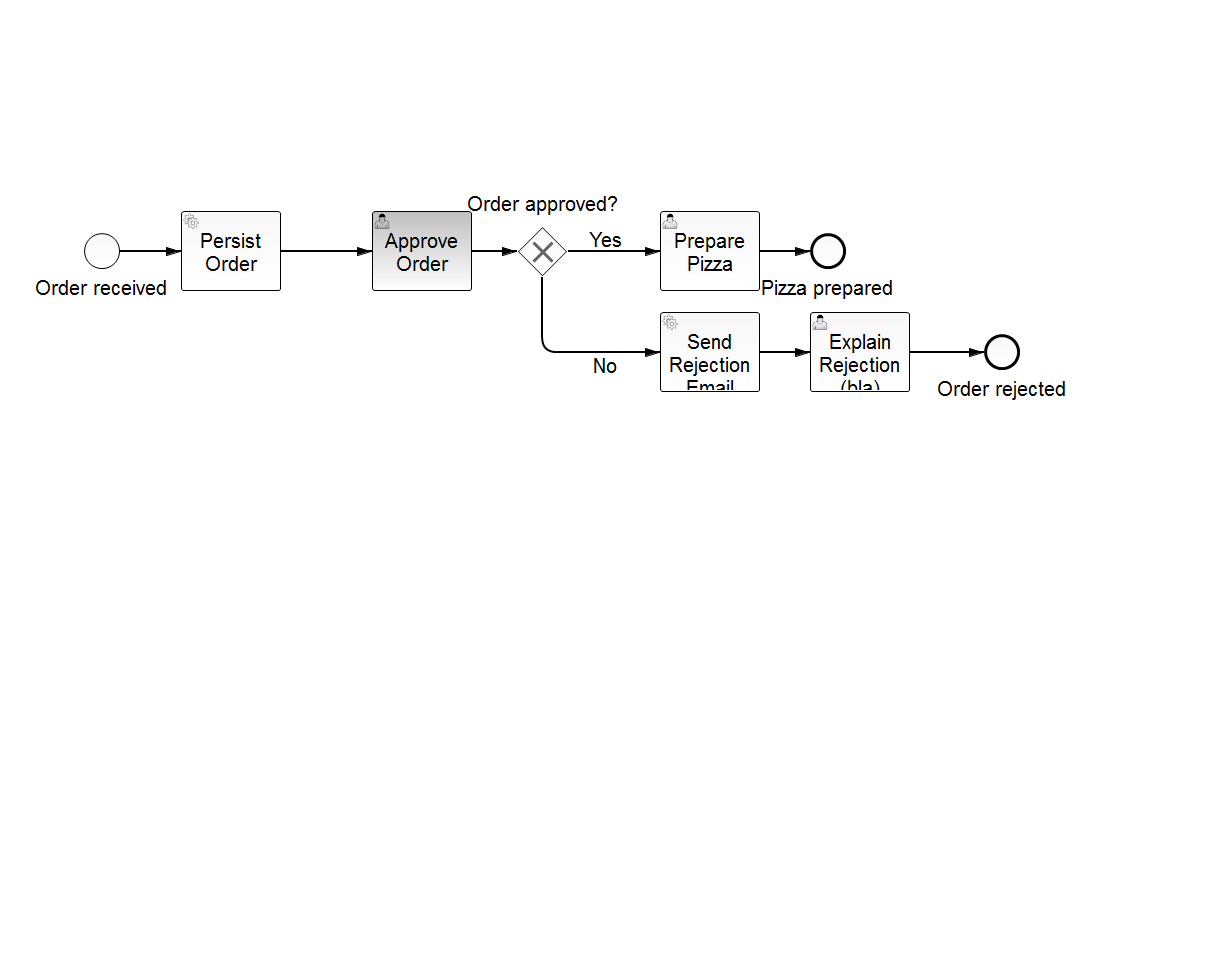 Order received
Persist
Order
Approve
Order
Order approved?
Yes
Prepare
Pizza
Pizza prepared
No
Send
Rejection
Email
Explain
Rejection
(bla)
Order rejected